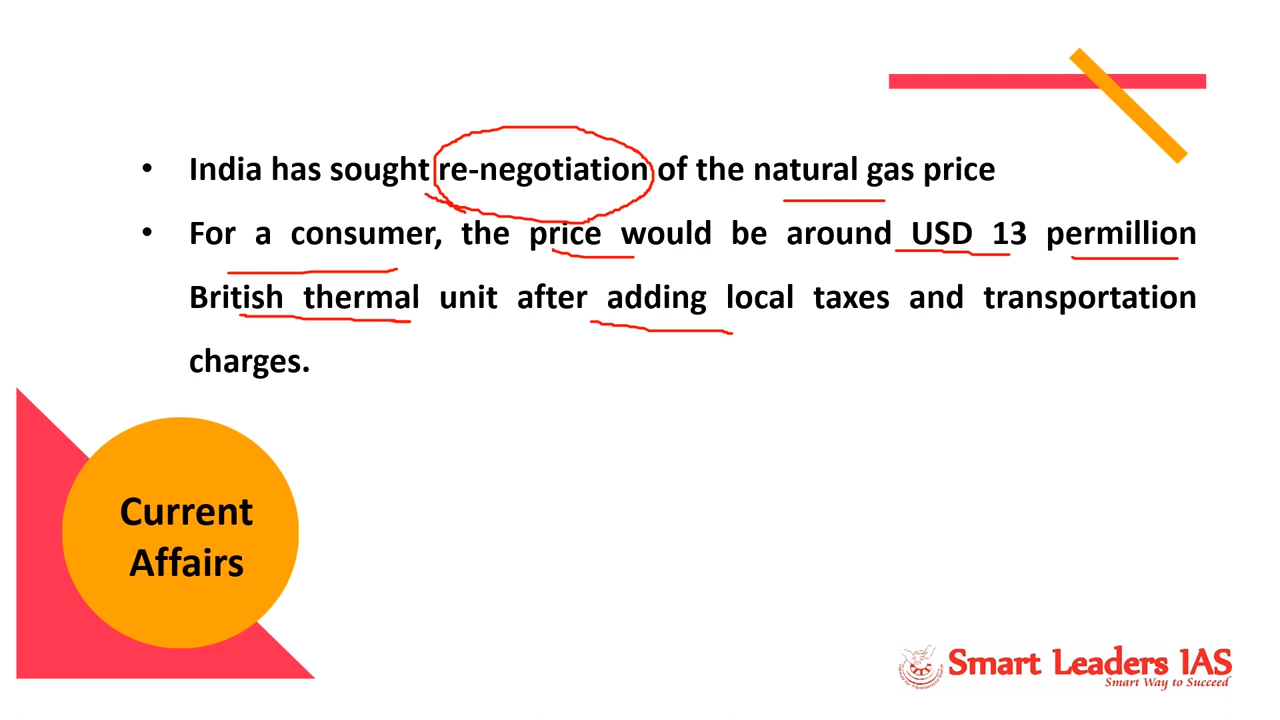 • India has sought re-negotiation of the natural gas price
• For a consumer, the price would be around USD 13 permillion
British thermal unit after adding local taxes and transportation
charges.
Current
Affairs
Smart Leaders IAS
Smart Way to Succeed